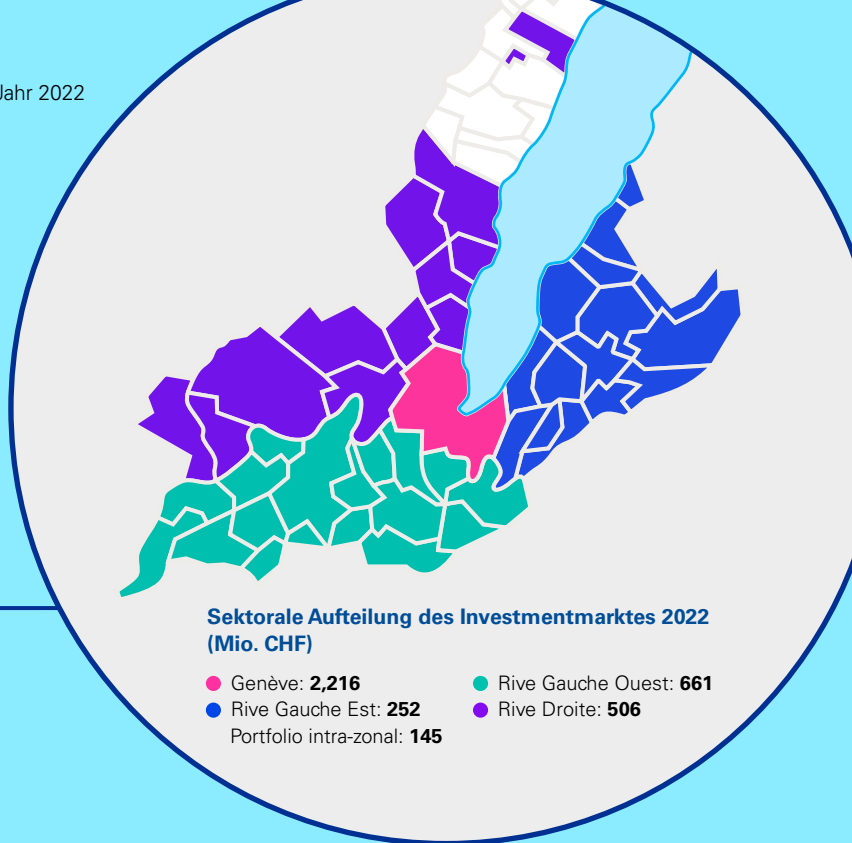 Jahr 2022
Sektorale Aufteilung des Investmentmarktes 2022
(Mio. CHF)
Genève: 2,216
Rive Gauche Ouest: 661
Rive Gauche Est: 252
Rive Droite: 506
Portfolio intra-zonal: 145